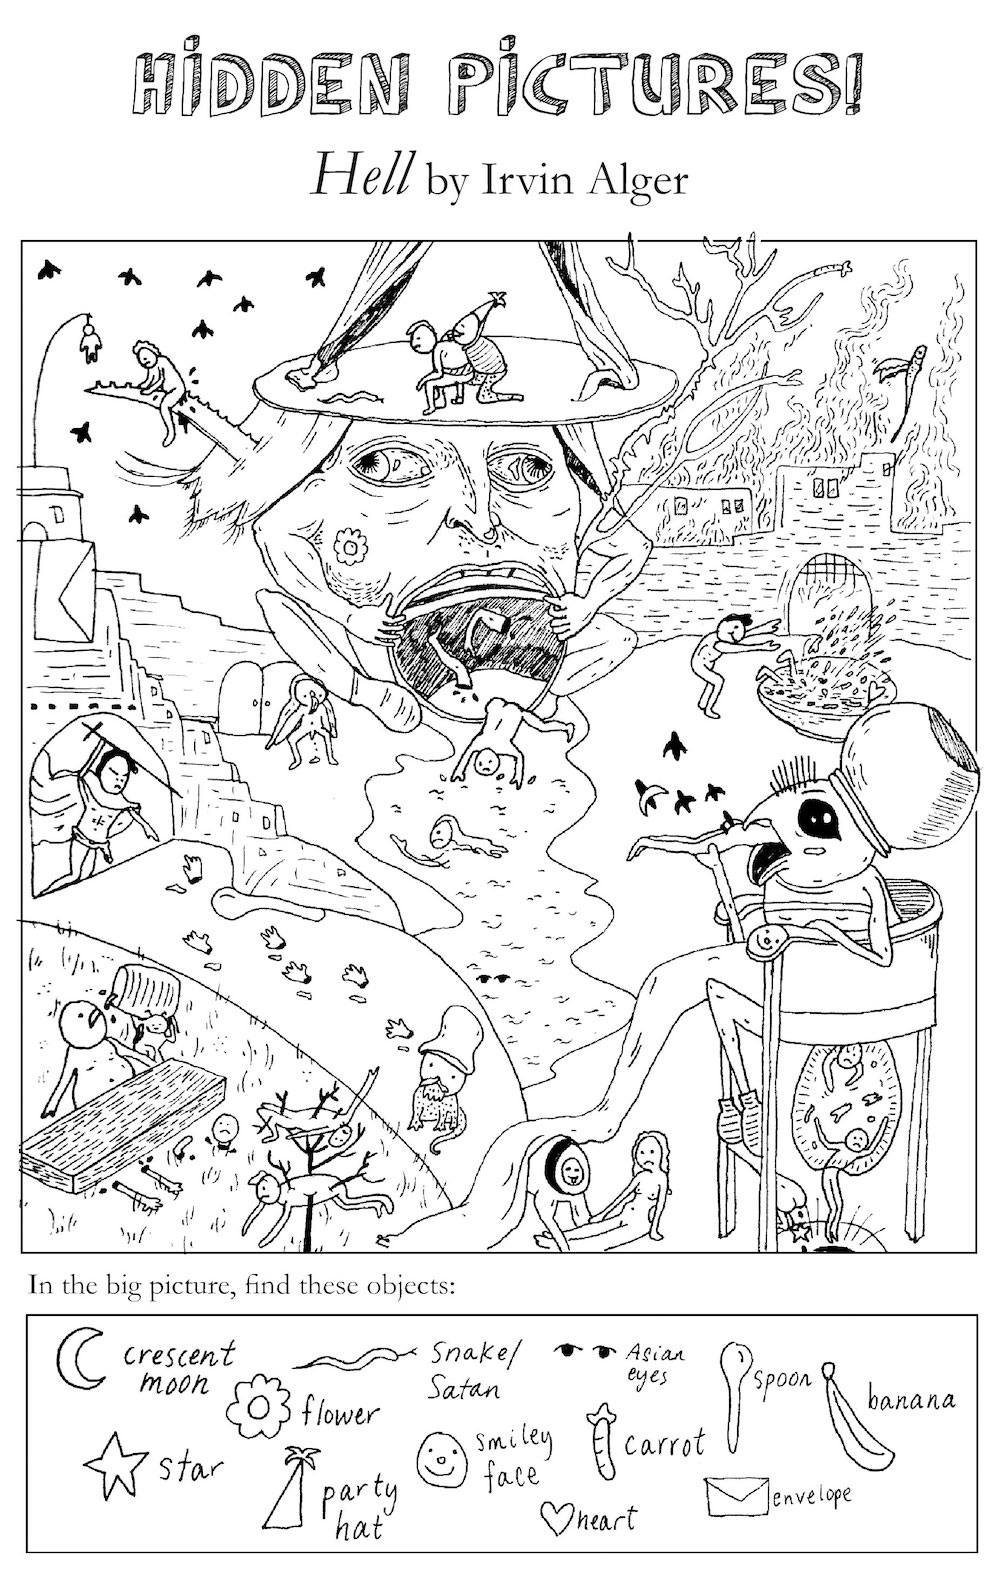 HiDDEN PiCTURES!
Hell by Irvin Alger
In the big picture, find these objects:
crescent
moon
Snake/
Satan
Asian
eyes
spoon
banana
flower
star
party
hat
smiley
face
carrot
heart
envelope